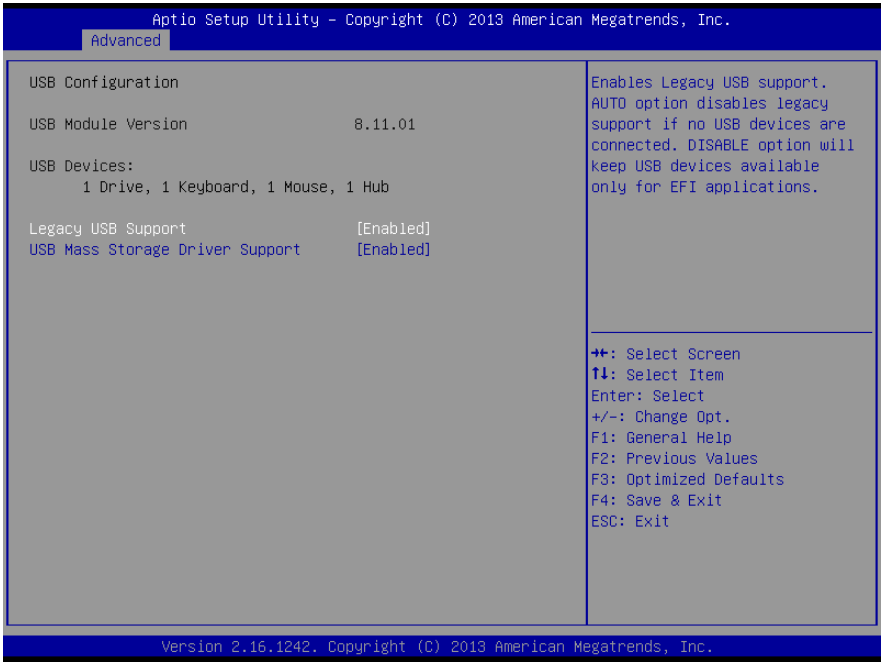 Aptio Setup Utility – Copyright (C) 2013 American Megatrends, Inc.
Advanced
USB Configuration
USB Module Version 8.11.01
USB Devices:
1 Drive, 1 Keyboard, 1 Mouse, 1 Hub
Legacy USB Support [Enabled]
USB Mass Storage Driver Support [Enabled]
Enables Legacy USB support.
AUTO option disables legacy
support if no USB devices are
connected. DISABLE option will
keep USB devices available
only for EFI applications.
→←: Select Screen
↑↓: Select Item
Enter: Select
+/-: Change Opt.
F1: General Help
F2: Previous Values
F3: Optimized Defaults
F4: Save & Exit
ESC: Exit
Version 2.16.1242. Copyright (C) 2013 American Megatrends, Inc.